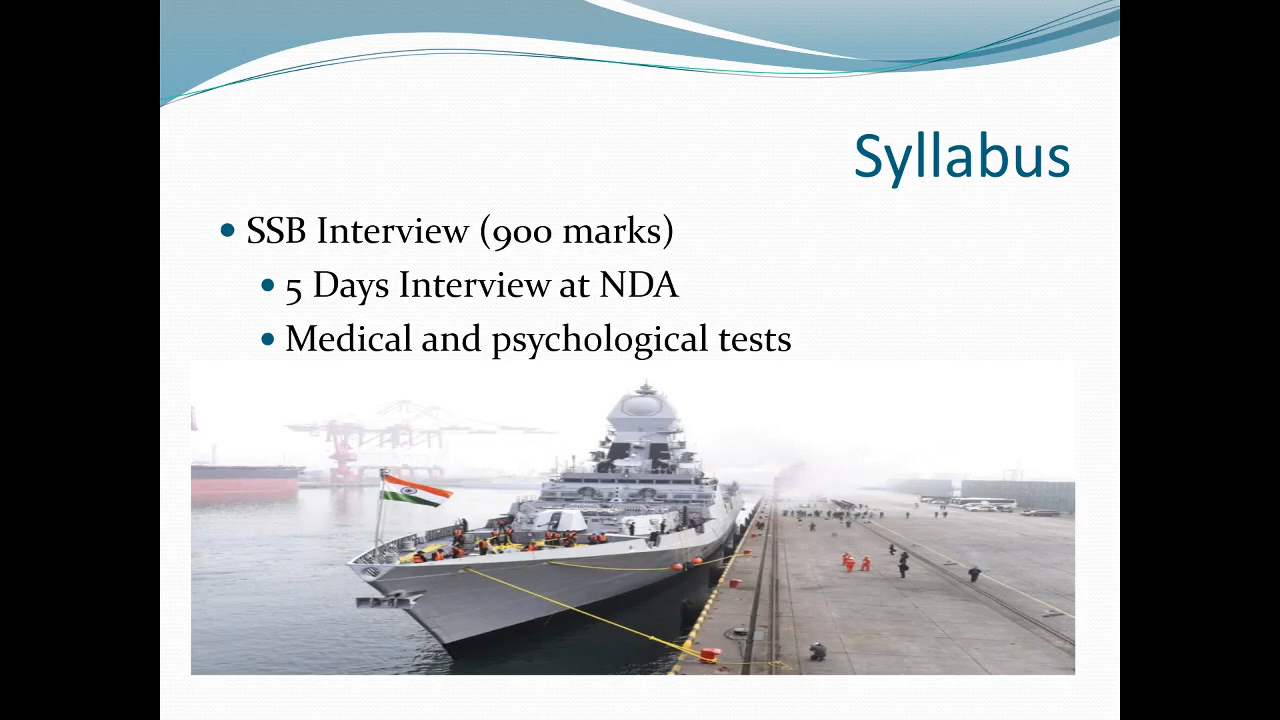 Syllabus
SSB Interview (900 marks)
5 Days Interview at NDA
Medical and psychological tests